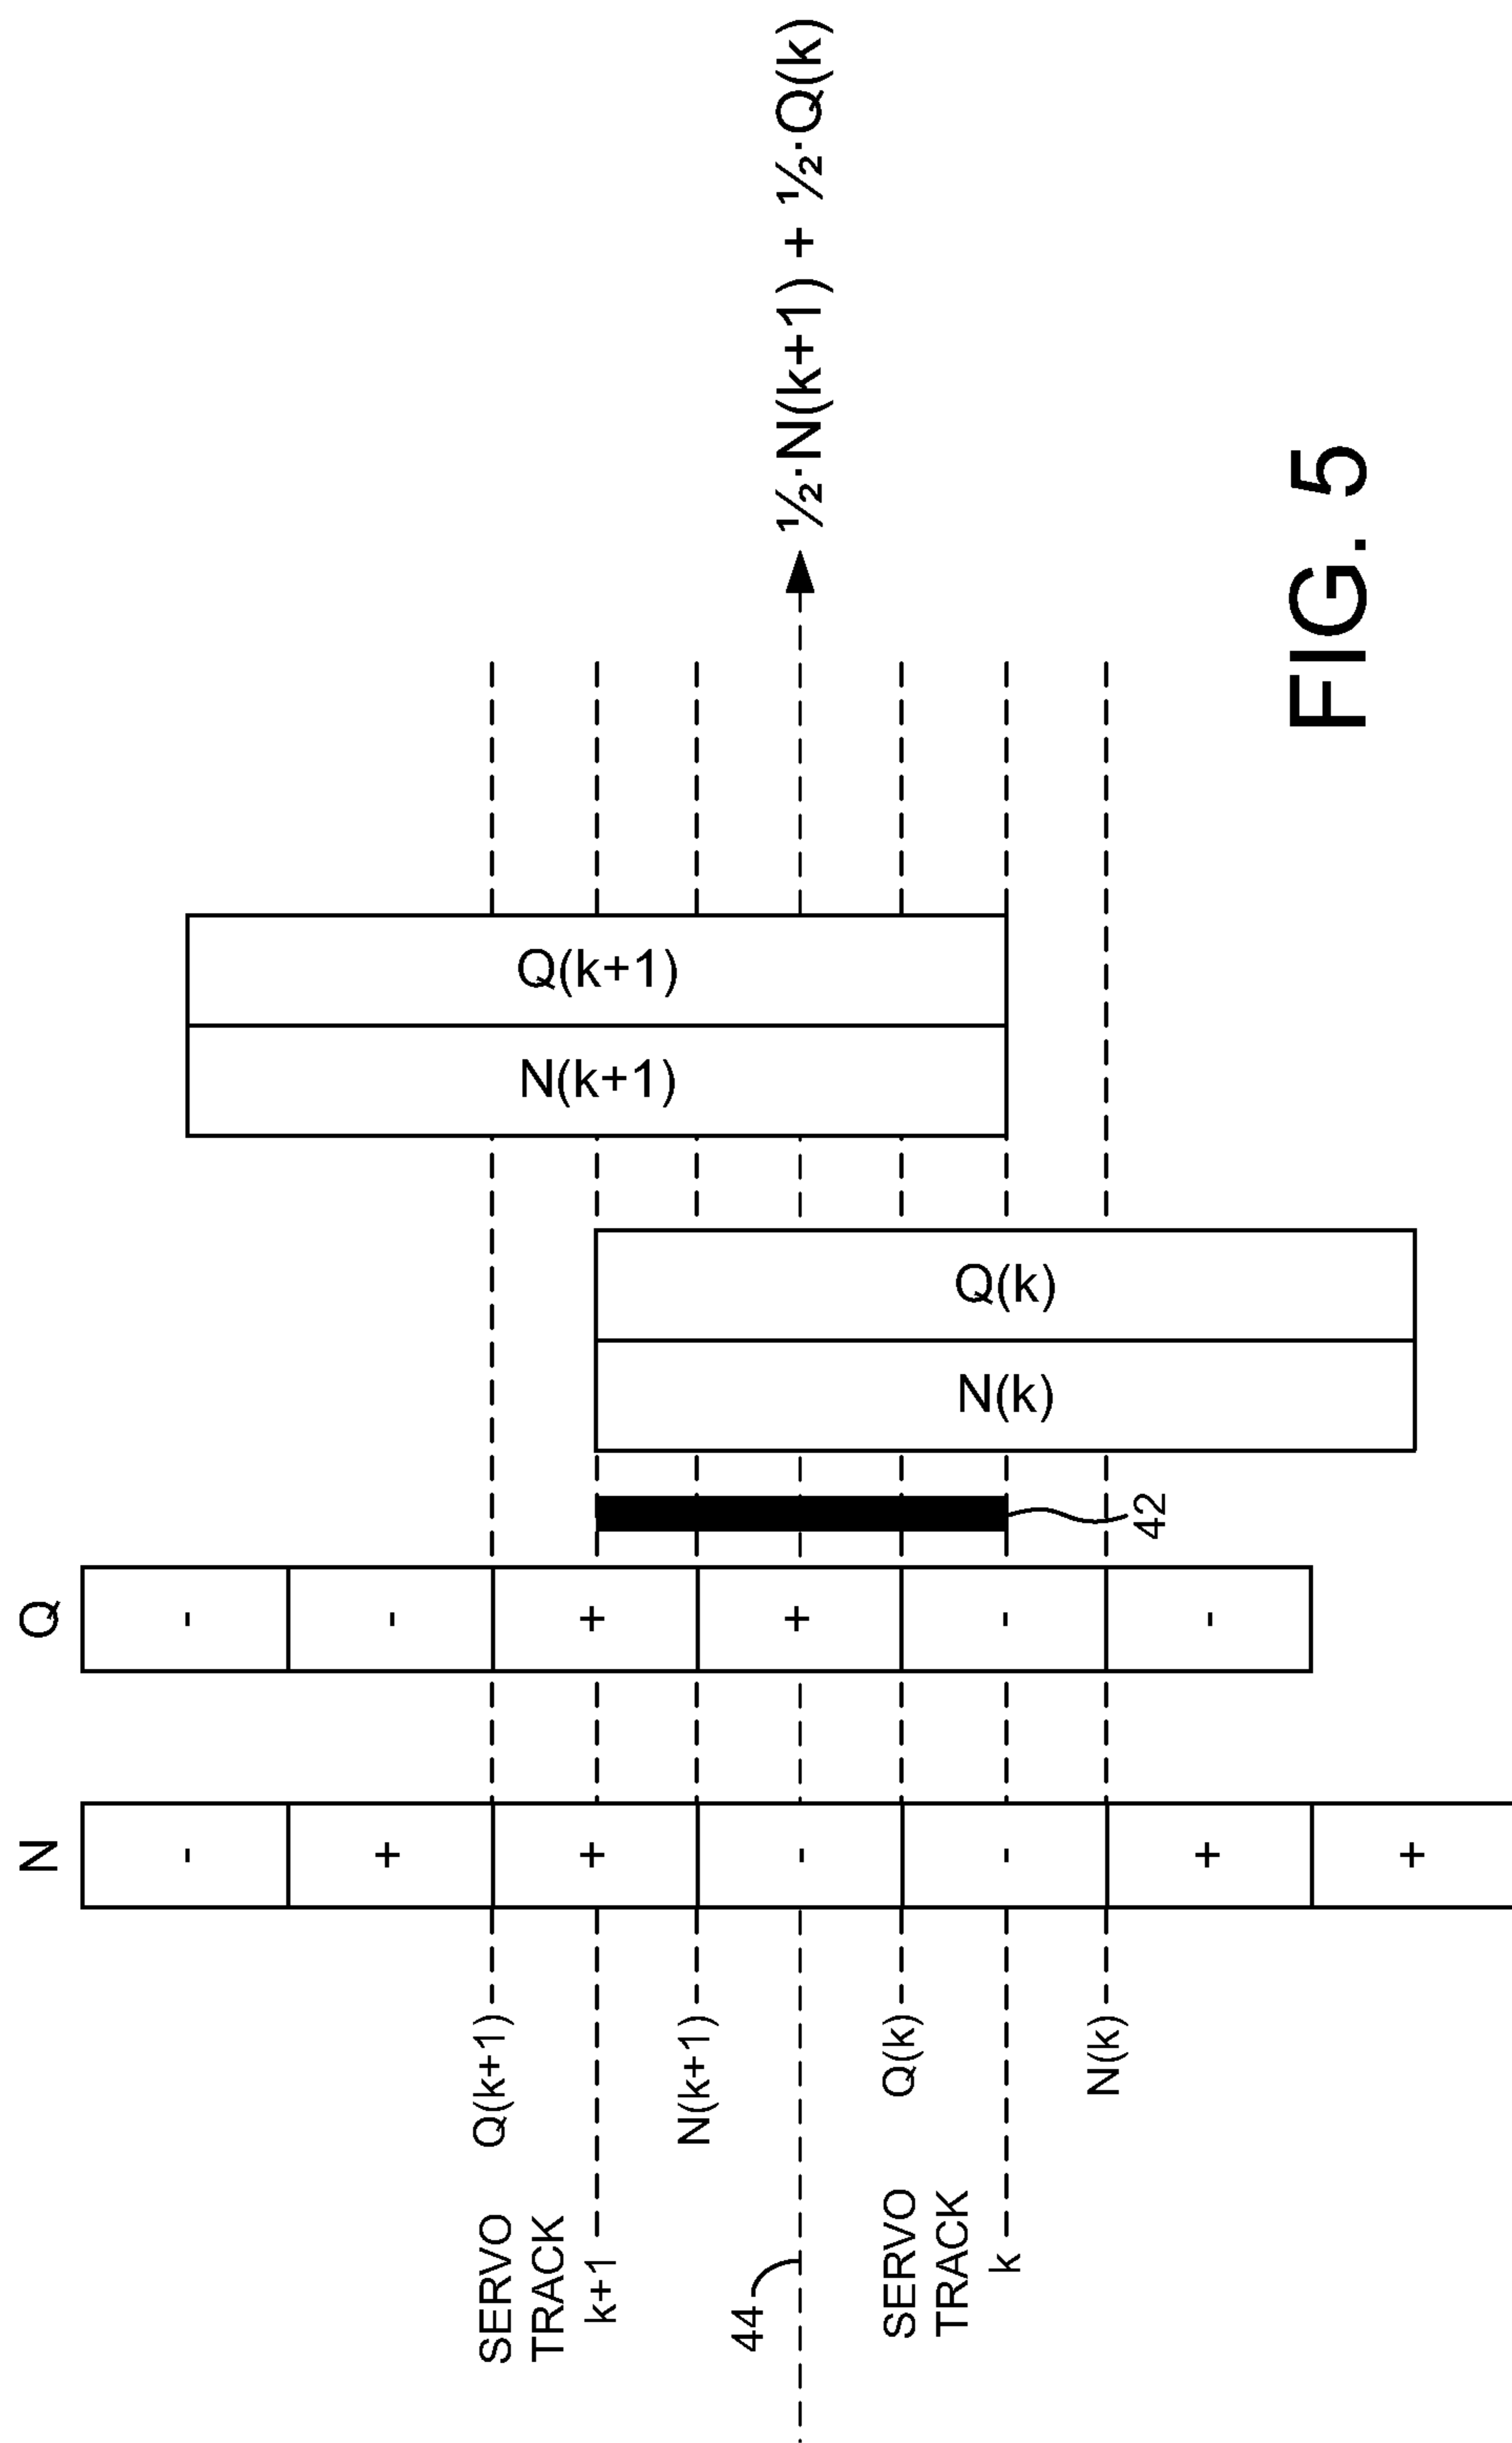 N
Q
-
-
+
-
SERVO
TRACK
k+1
Q(k+1)
+
+
N(k+1)
Q(k+1)
N(k+1)
44
-
+
½·N(k+1) + ½·Q(k)
SERVO
TRACK
k
Q(k)
-
-
N(k)
Q(k)
N(k)
42
+
-
+
FIG. 5